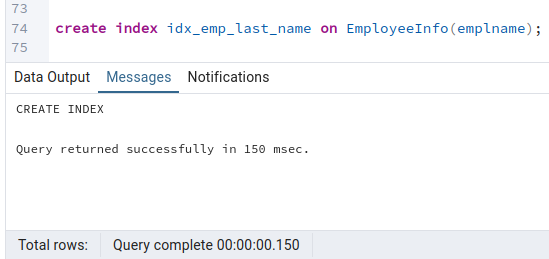 73
74 create index idx_emp_last_name on EmployeeInfo(emplname);
75
Data Output Messages Notifications
CREATE INDEX
Query returned successfully in 150 msec.
Total rows: Query complete 00:00:00.150